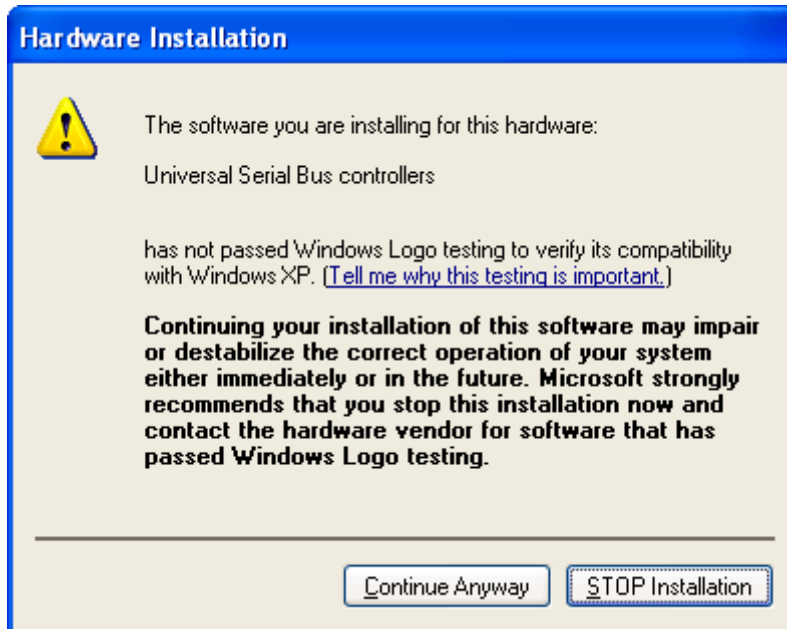 Hardware Installation
The software you are installing for this hardware:
Universal Serial Bus controllers
has not passed Windows Logo testing to verify its compatibility
with Windows XP. (Tell me why this testing is important.)
Continuing your installation of this software may impair
or destabilize the correct operation of your system
either immediately or in the future. Microsoft strongly
recommends that you stop this installation now and
contact the hardware vendor for software that has
passed Windows Logo testing.
Continue Anyway
STOP Installation